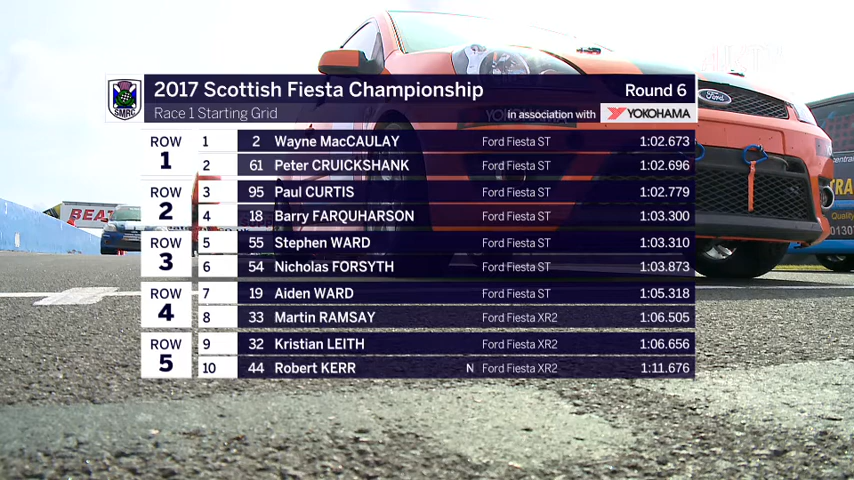 2017 Scottish Fiesta Championship Round 6
Race 1 Starting Grid in association with YOKOHAMA
SMRC
ROW 1
1 2 Wayne MacCAULAY Ford Fiesta ST 1:02.673
2 61 Peter CRUICKSHANK Ford Fiesta ST 1:02.696
ROW 2
3 95 Paul CURTIS Ford Fiesta ST 1:02.779
4 18 Barry FARQUHARSON Ford Fiesta ST 1:03.300
ROW 3
5 55 Stephen WARD Ford Fiesta ST 1:03.310
6 54 Nicholas FORSYTH Ford Fiesta ST 1:03.873
ROW 4
7 19 Aiden WARD Ford Fiesta ST 1:05.318
8 33 Martin RAMSAY Ford Fiesta XR2 1:06.505
ROW 5
9 32 Kristian LEITH Ford Fiesta XR2 1:06.656
10 44 Robert KERR N Ford Fiesta XR2 1:11.676
Ford
BEAT